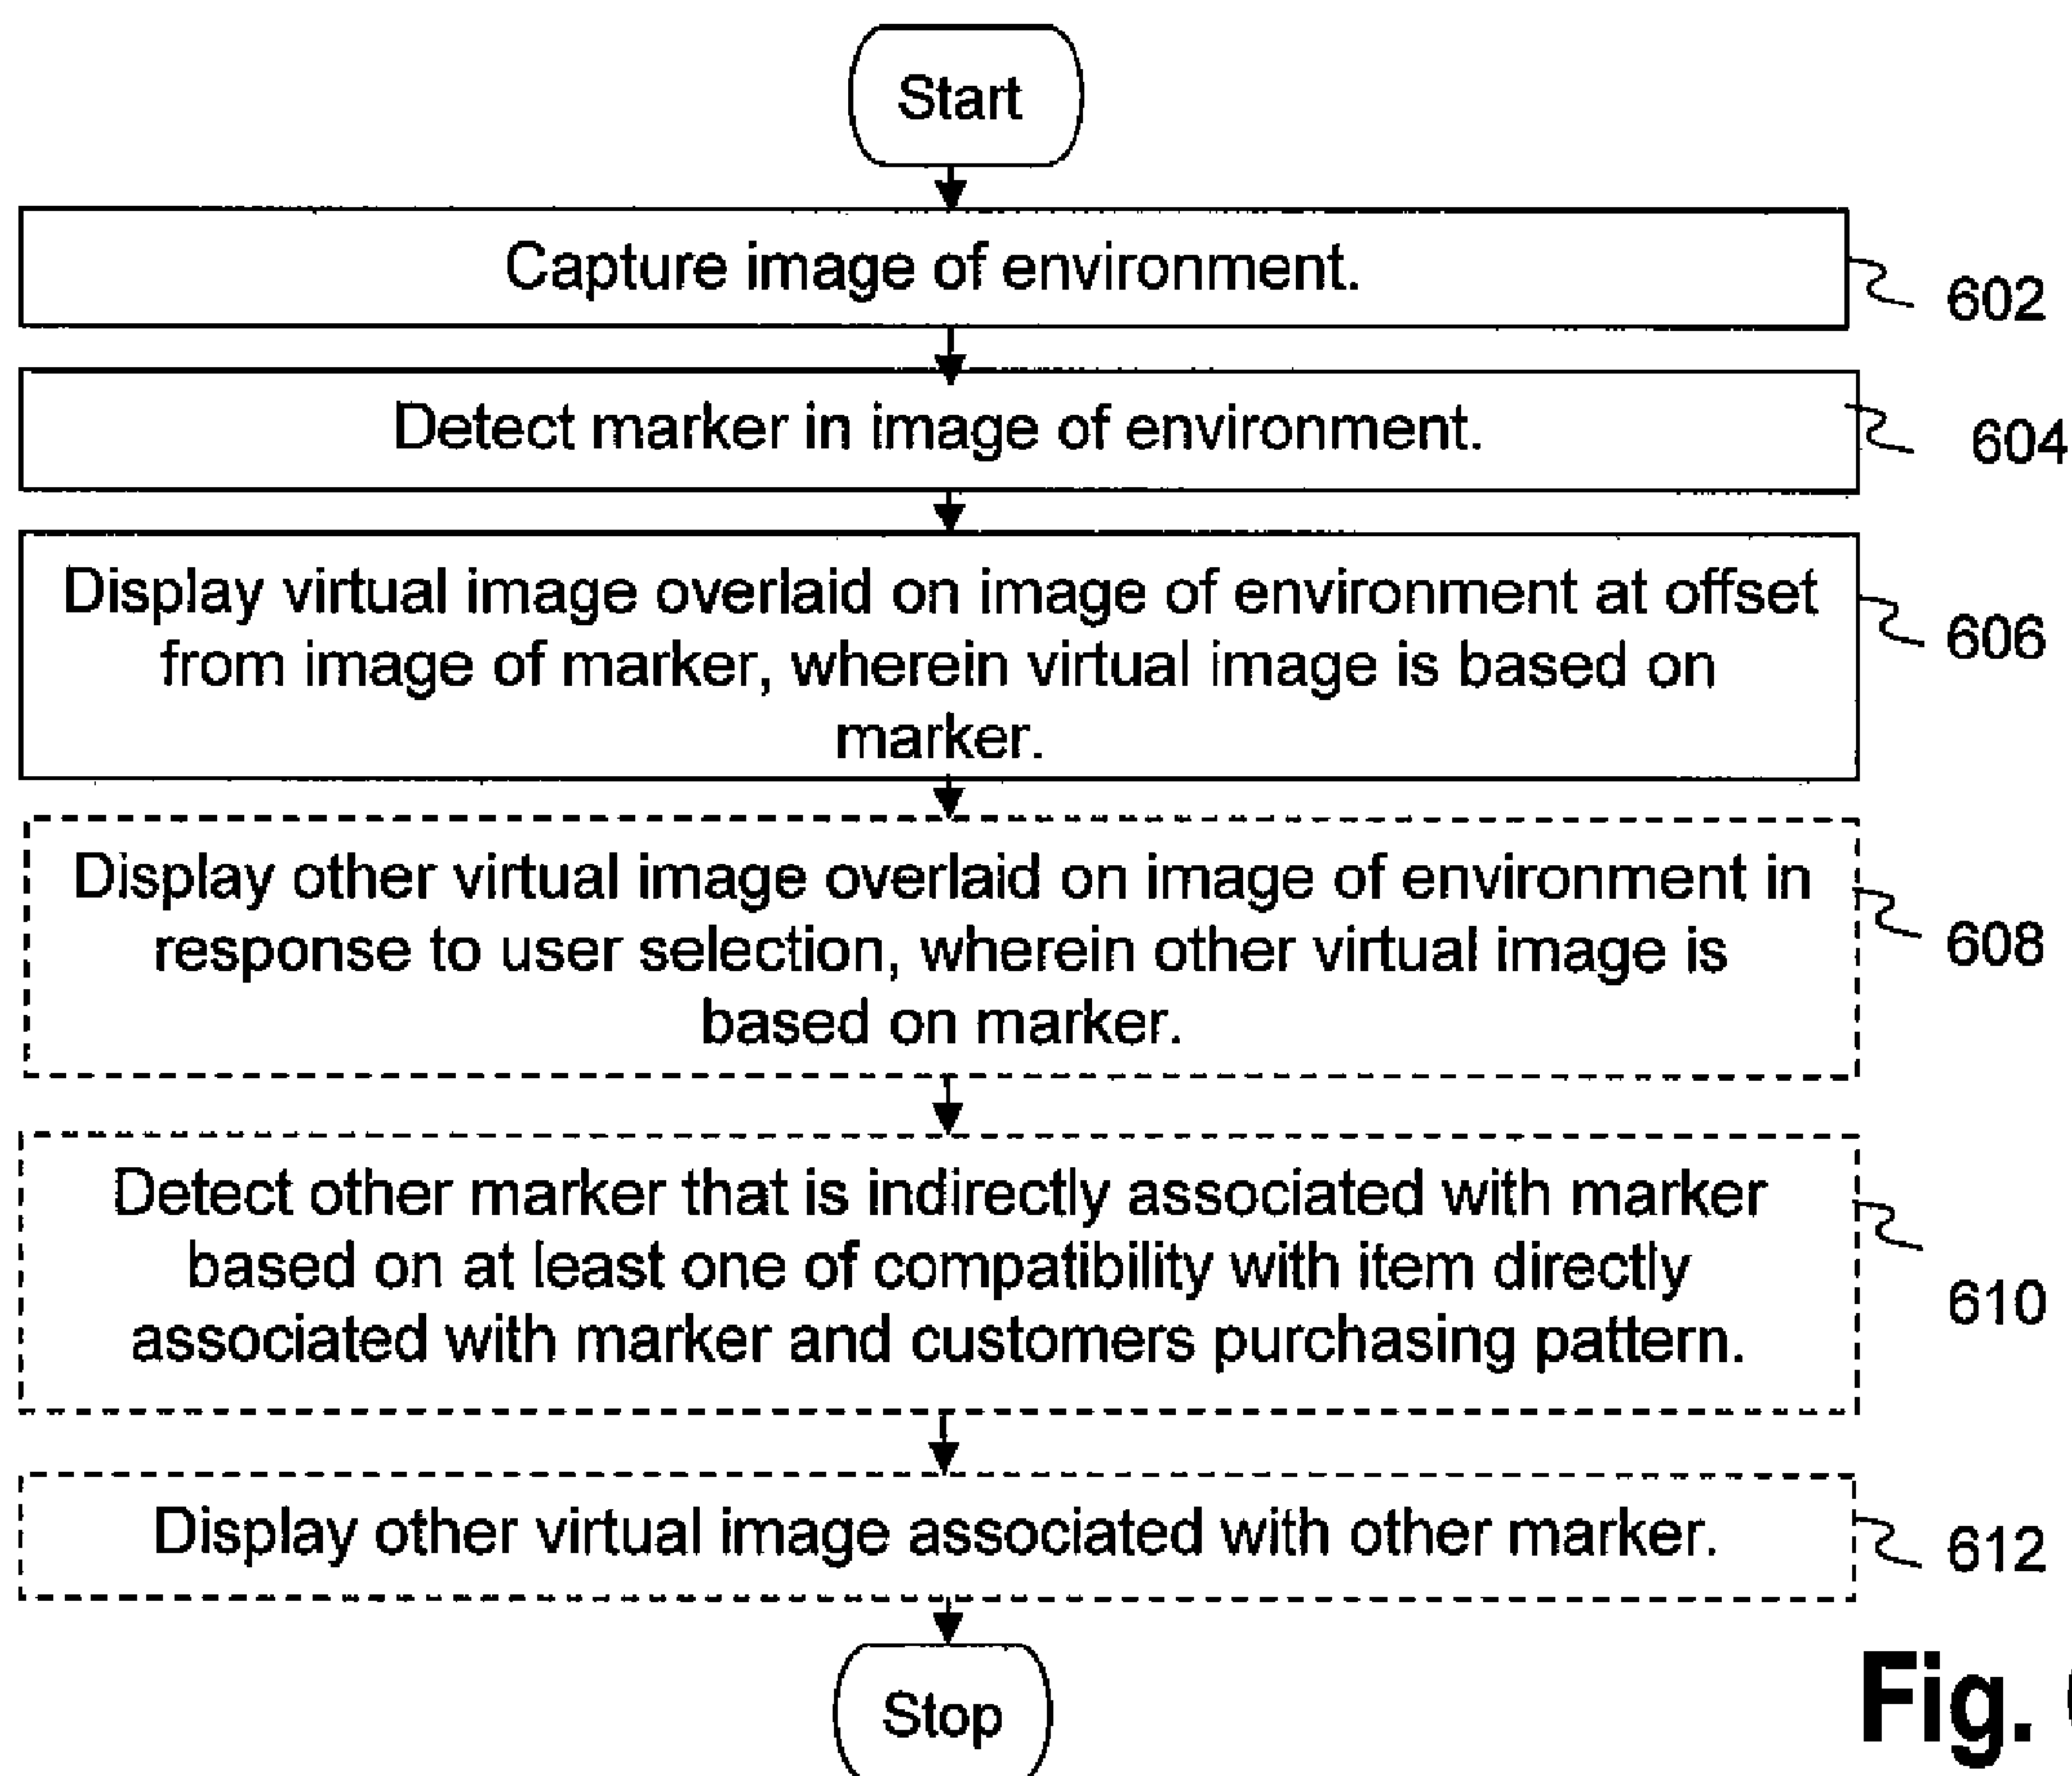 Start
Capture image of environment.
602
Detect marker in image of environment.
604
Display virtual image overlaid on image of environment at offset
from image of marker, wherein virtual image is based on
marker.
606
Display other virtual image overlaid on image of environment in
response to user selection, wherein other virtual image is
based on marker.
608
Detect other marker that is indirectly associated with marker
based on at least one of compatibility with item directly
associated with marker and customers purchasing pattern.
610
Display other virtual image associated with other marker.
612
Stop
Fig.